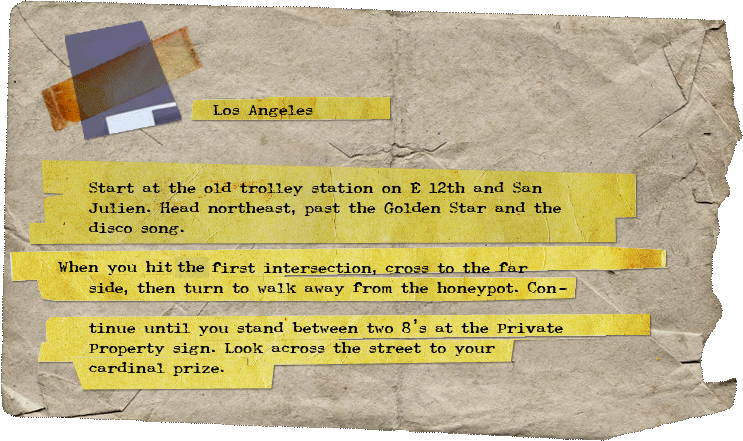 Los Angeles
Start at the old trolley station on E 12th and San
Julien. Head northeast, past the Golden Star and the
disco song.
When you hit the first intersection, cross to the far
side, then turn to walk away from the honeypot. Con-
tinue until you stand between two 8's at the Private
Property sign. Look across the street to your
cardinal prize.